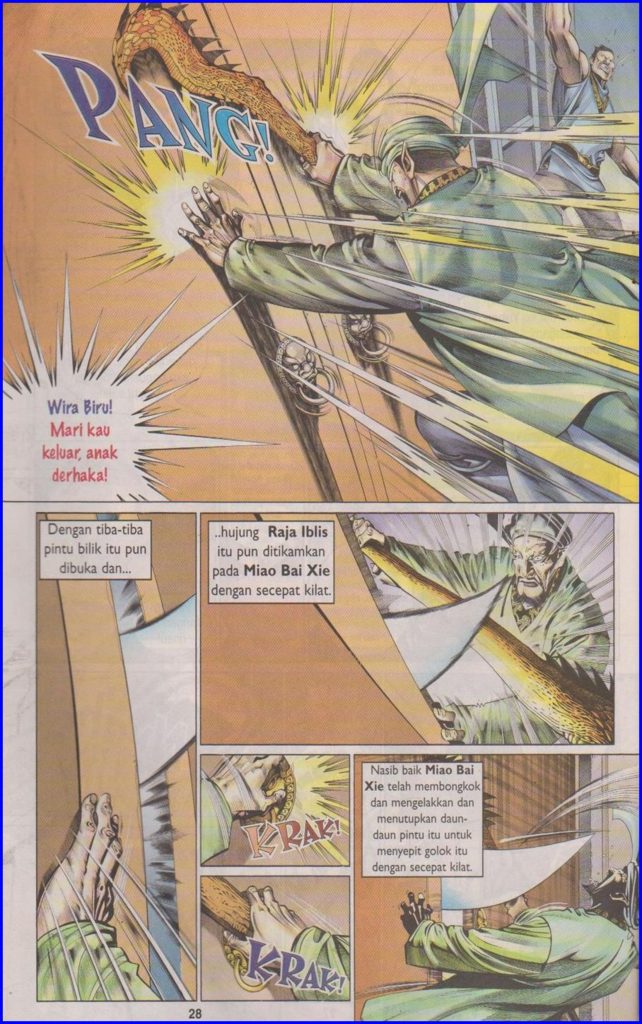 PANG!
Wira Biru!
Mari kau
keluar, anak
derhaka!
Dengan tiba-tiba
pintu bilik itu pun
dibuka dan...
..hujung Raja Iblis
itu pun ditikamkan
pada Miao Bai Xie
dengan secepat kilat.
KRAK!
KRAK!
Nasib baik Miao Bai
Xie telah membongkok
dan mengelakkan dan
menutupkan daun-
daun pintu itu untuk
menyepit golok itu
dengan secepat kilat.
28